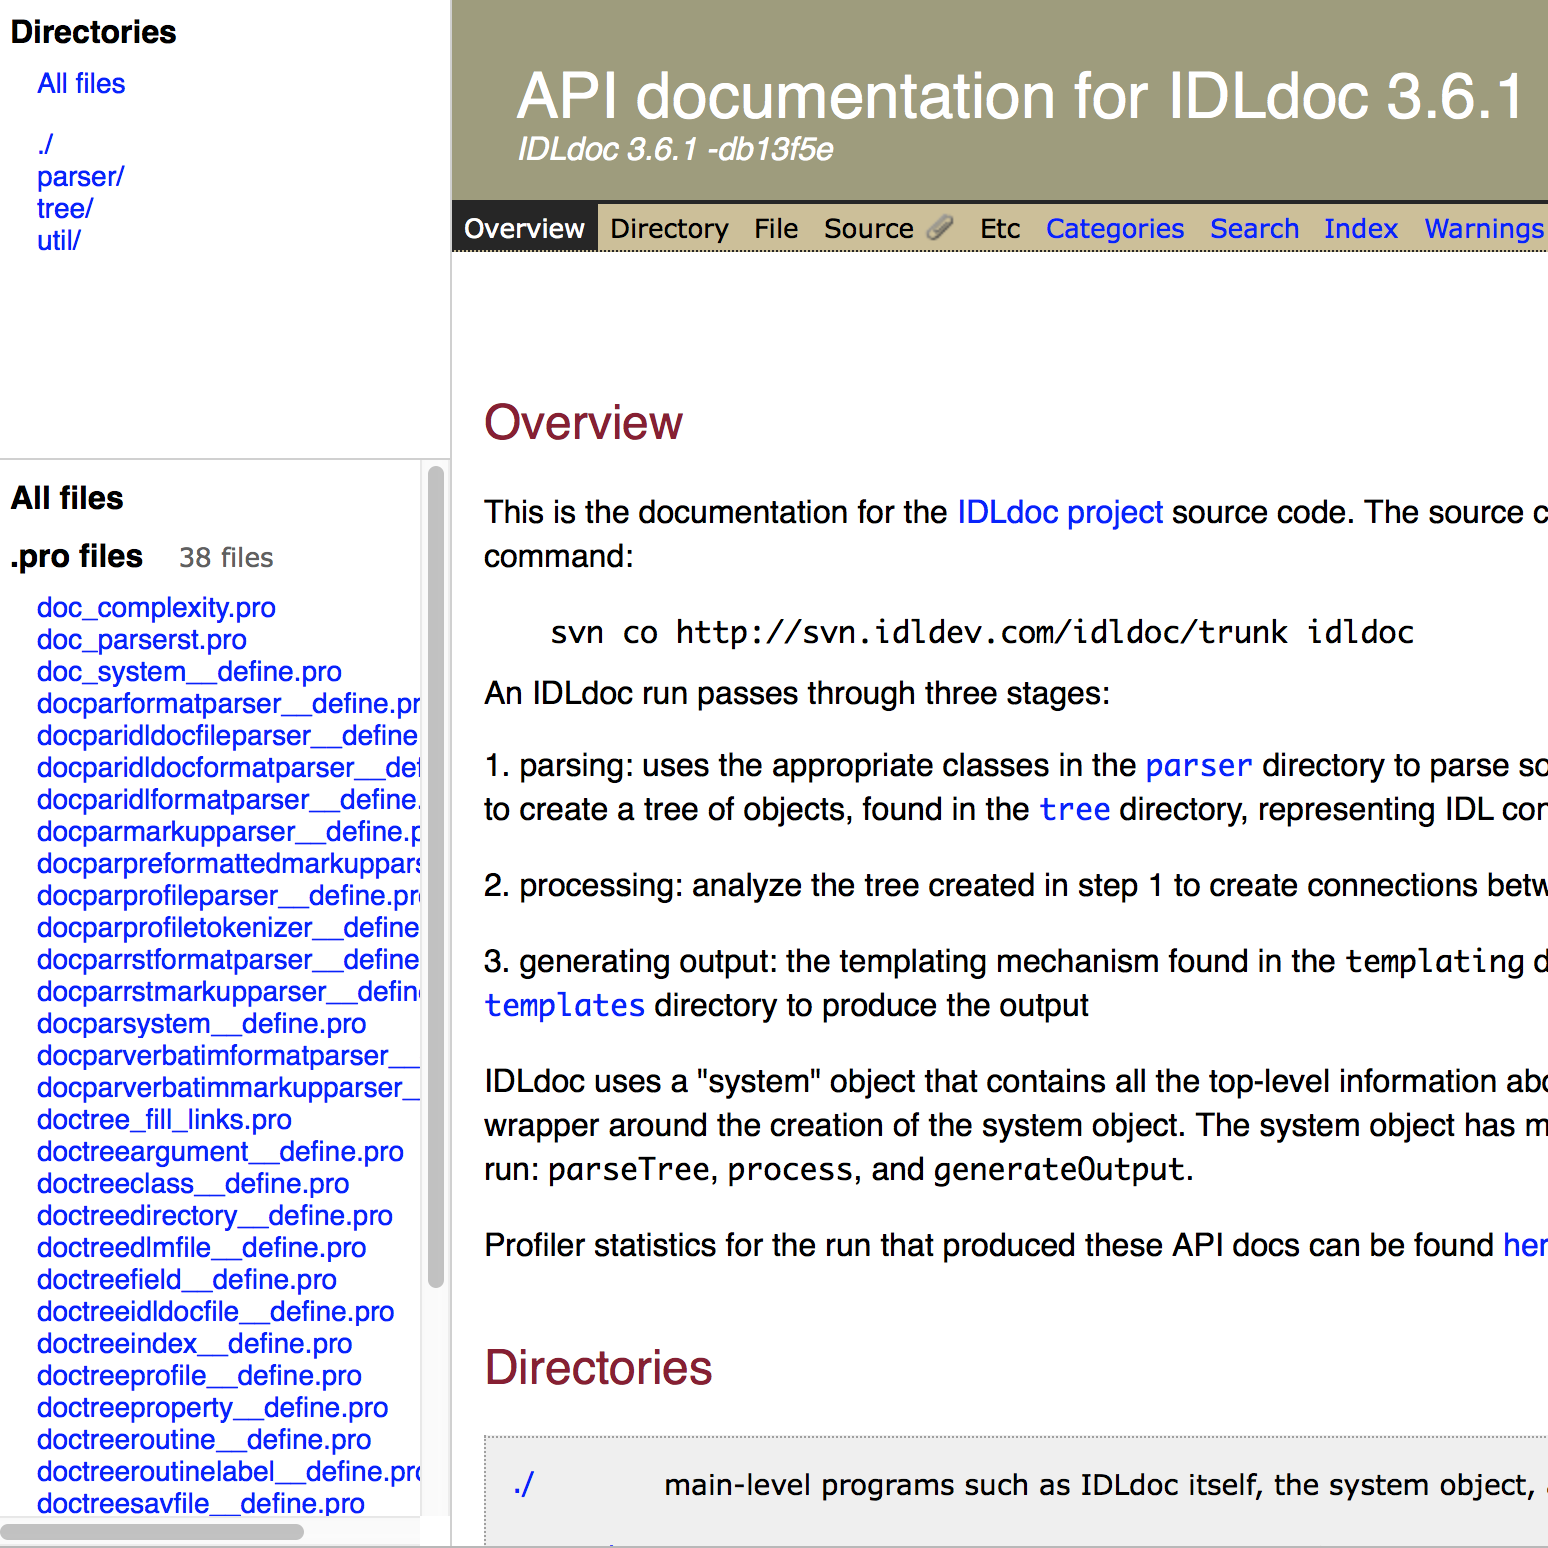 Directories
All files
./
parser/
tree/
util/
All files
.pro files 38 files
doc_complexity.pro
doc_parserst.pro
doc_system__define.pro
docparformatparser__define.pr
docparidldocfileparser__define
docparidldocformatparser__def
docparidlformatparser__define.
docparmarkupparser__define.p
docparpreformattedmarkuppars
docparprofileparser__define.pro
docparprofiletokenizer__define
docparrstformatparser__define
docparrstmarkupparser__define
docparsystem__define.pro
docparverbatimformatparser__
docparverbatimmarkupparser_
doctree_fill_links.pro
doctreeargument__define.pro
doctreeclass__define.pro
doctreedirectory__define.pro
doctreedlmfile__define.pro
doctreefield__define.pro
doctreeidldocfile__define.pro
doctreeindex__define.pro
doctreeprofile__define.pro
doctreeproperty__define.pro
doctreeroutine__define.pro
doctreeroutinelabel__define.pro
doctreesavfile__define.pro
API documentation for IDLdoc 3.6.1
IDLdoc 3.6.1 -db13f5e
Overview Directory File Source Etc Categories Search Index Warnings
Overview
This is the documentation for the IDLdoc project source code. The source c
command:
svn co http://svn.idldev.com/idldoc/trunk idldoc
An IDLdoc run passes through three stages:
1. parsing: uses the appropriate classes in the parser directory to parse so
to create a tree of objects, found in the tree directory, representing IDL con
2. processing: analyze the tree created in step 1 to create connections betw
3. generating output: the templating mechanism found in the templating d
templates directory to produce the output
IDLdoc uses a "system" object that contains all the top-level information abo
wrapper around the creation of the system object. The system object has m
run: parseTree, process, and generateOutput.
Profiler statistics for the run that produced these API docs can be found her
Directories
./ main-level programs such as IDLdoc itself, the system object,